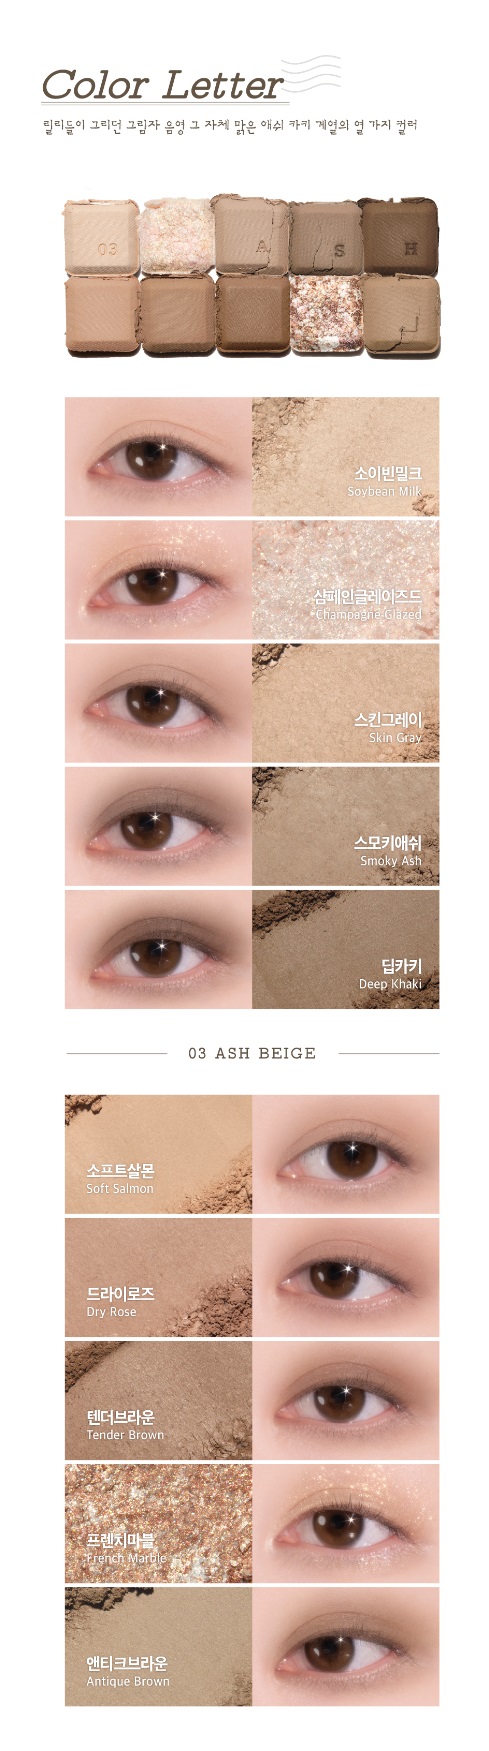 Color Letter
릴리들이 그리던 그림자 음영 그 자체 맑은 애쉬 카키 계열의 열 가지 컬러
03
A
S
H
소이빈밀크
Soybean Milk
샴페인글레이즈드
Champagne Glazed
스킨그레이
Skin Gray
스모키애쉬
Smoky Ash
딥카키
Deep Khaki
03 ASH BEIGE
소프트살몬
Soft Salmon
드라이로즈
Dry Rose
텐더브라운
Tender Brown
프렌치마블
French Marble
앤티크브라운
Antique Brown